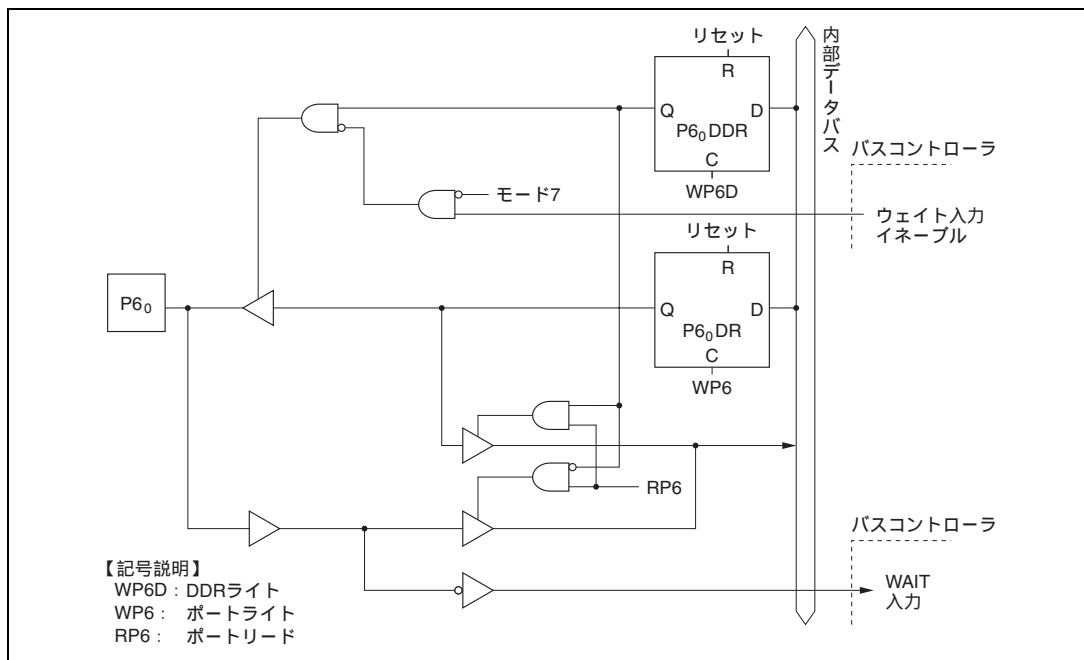 リセット
R
Q
D
P6₀DDR
C
WP6D
内部データバス
バスコントローラ
モード7
ウェイト入力
イネーブル
リセット
R
P6₀
Q
D
P6₀DR
C
WP6
RP6
バスコントローラ
WAIT
入力
【記号説明】
WP6D : DDRライト
WP6 : ポートライト
RP6 : ポートリード